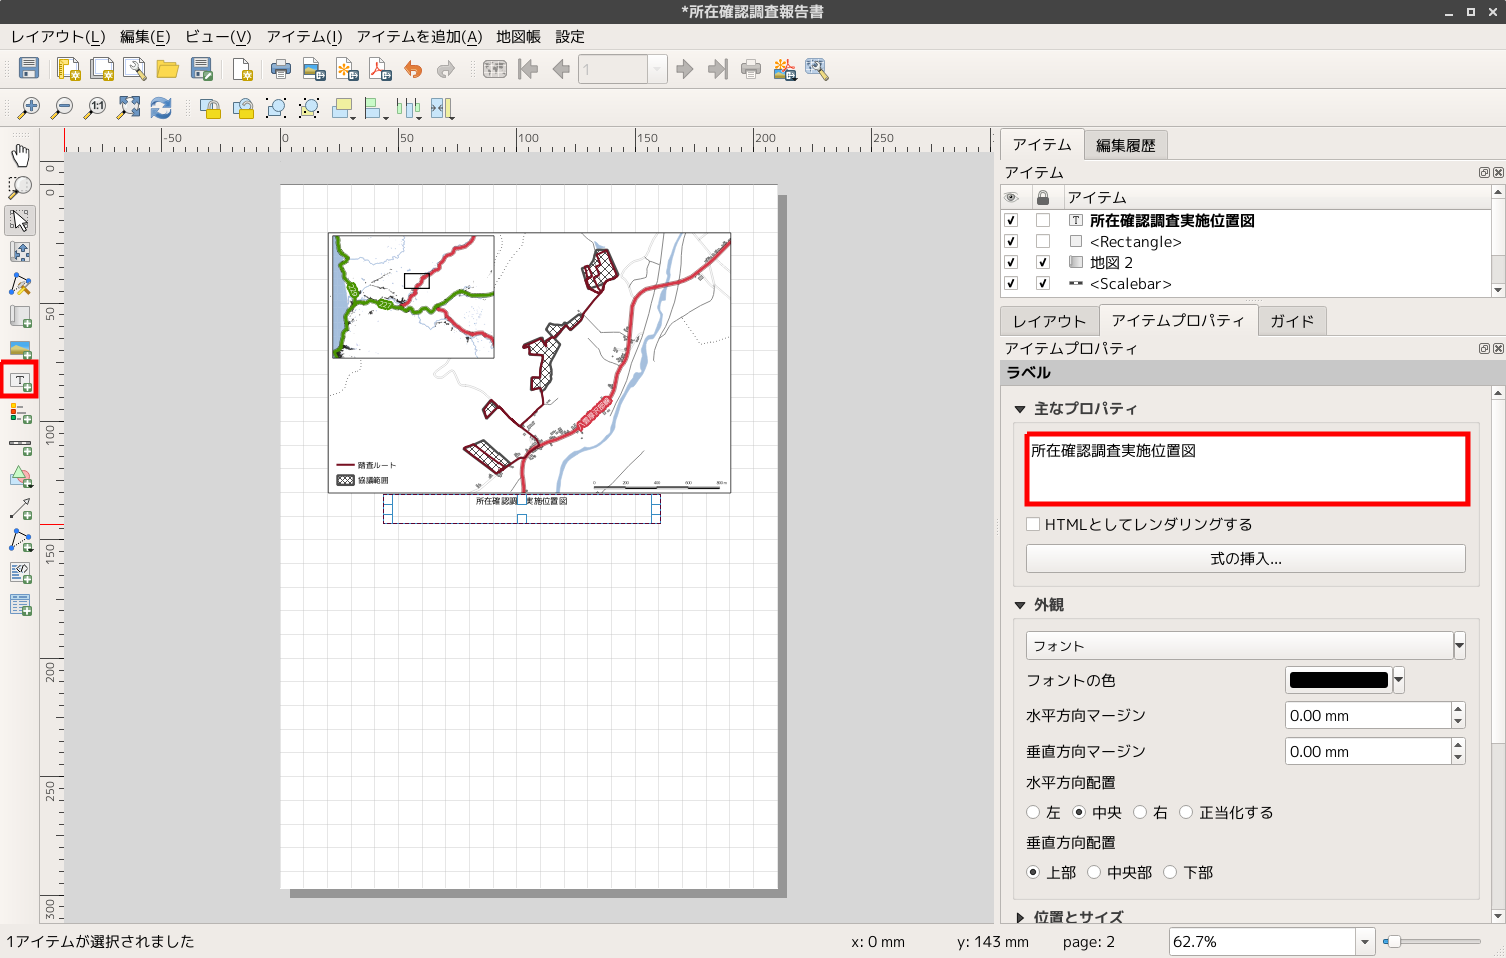 *所在確認調査報告書
レイアウト(L) 編集(E) ビュー(V) アイテム(I) アイテムを追加(A) 地図帳 設定
1
1:1
-50 0 50 100 150 200 250
0
0
50
100
150
200
250
300
踏査ルート
協議範囲
所在確認調査実施位置図
アイテム 編集履歴
アイテム
アイテム
所在確認調査実施位置図
<Rectangle>
地図 2
<Scalebar>
レイアウト アイテムプロパティ ガイド
アイテムプロパティ
ラベル
主なプロパティ
所在確認調査実施位置図
HTMLとしてレンダリングする
式の挿入...
外観
フォント
フォントの色
水平方向マージン 0.00 mm
垂直方向マージン 0.00 mm
水平方向配置
左 中央 右 正当化する
垂直方向配置
上部 中央部 下部
位置とサイズ
1アイテムが選択されました x: 0 mm y: 143 mm page: 2 62.7%